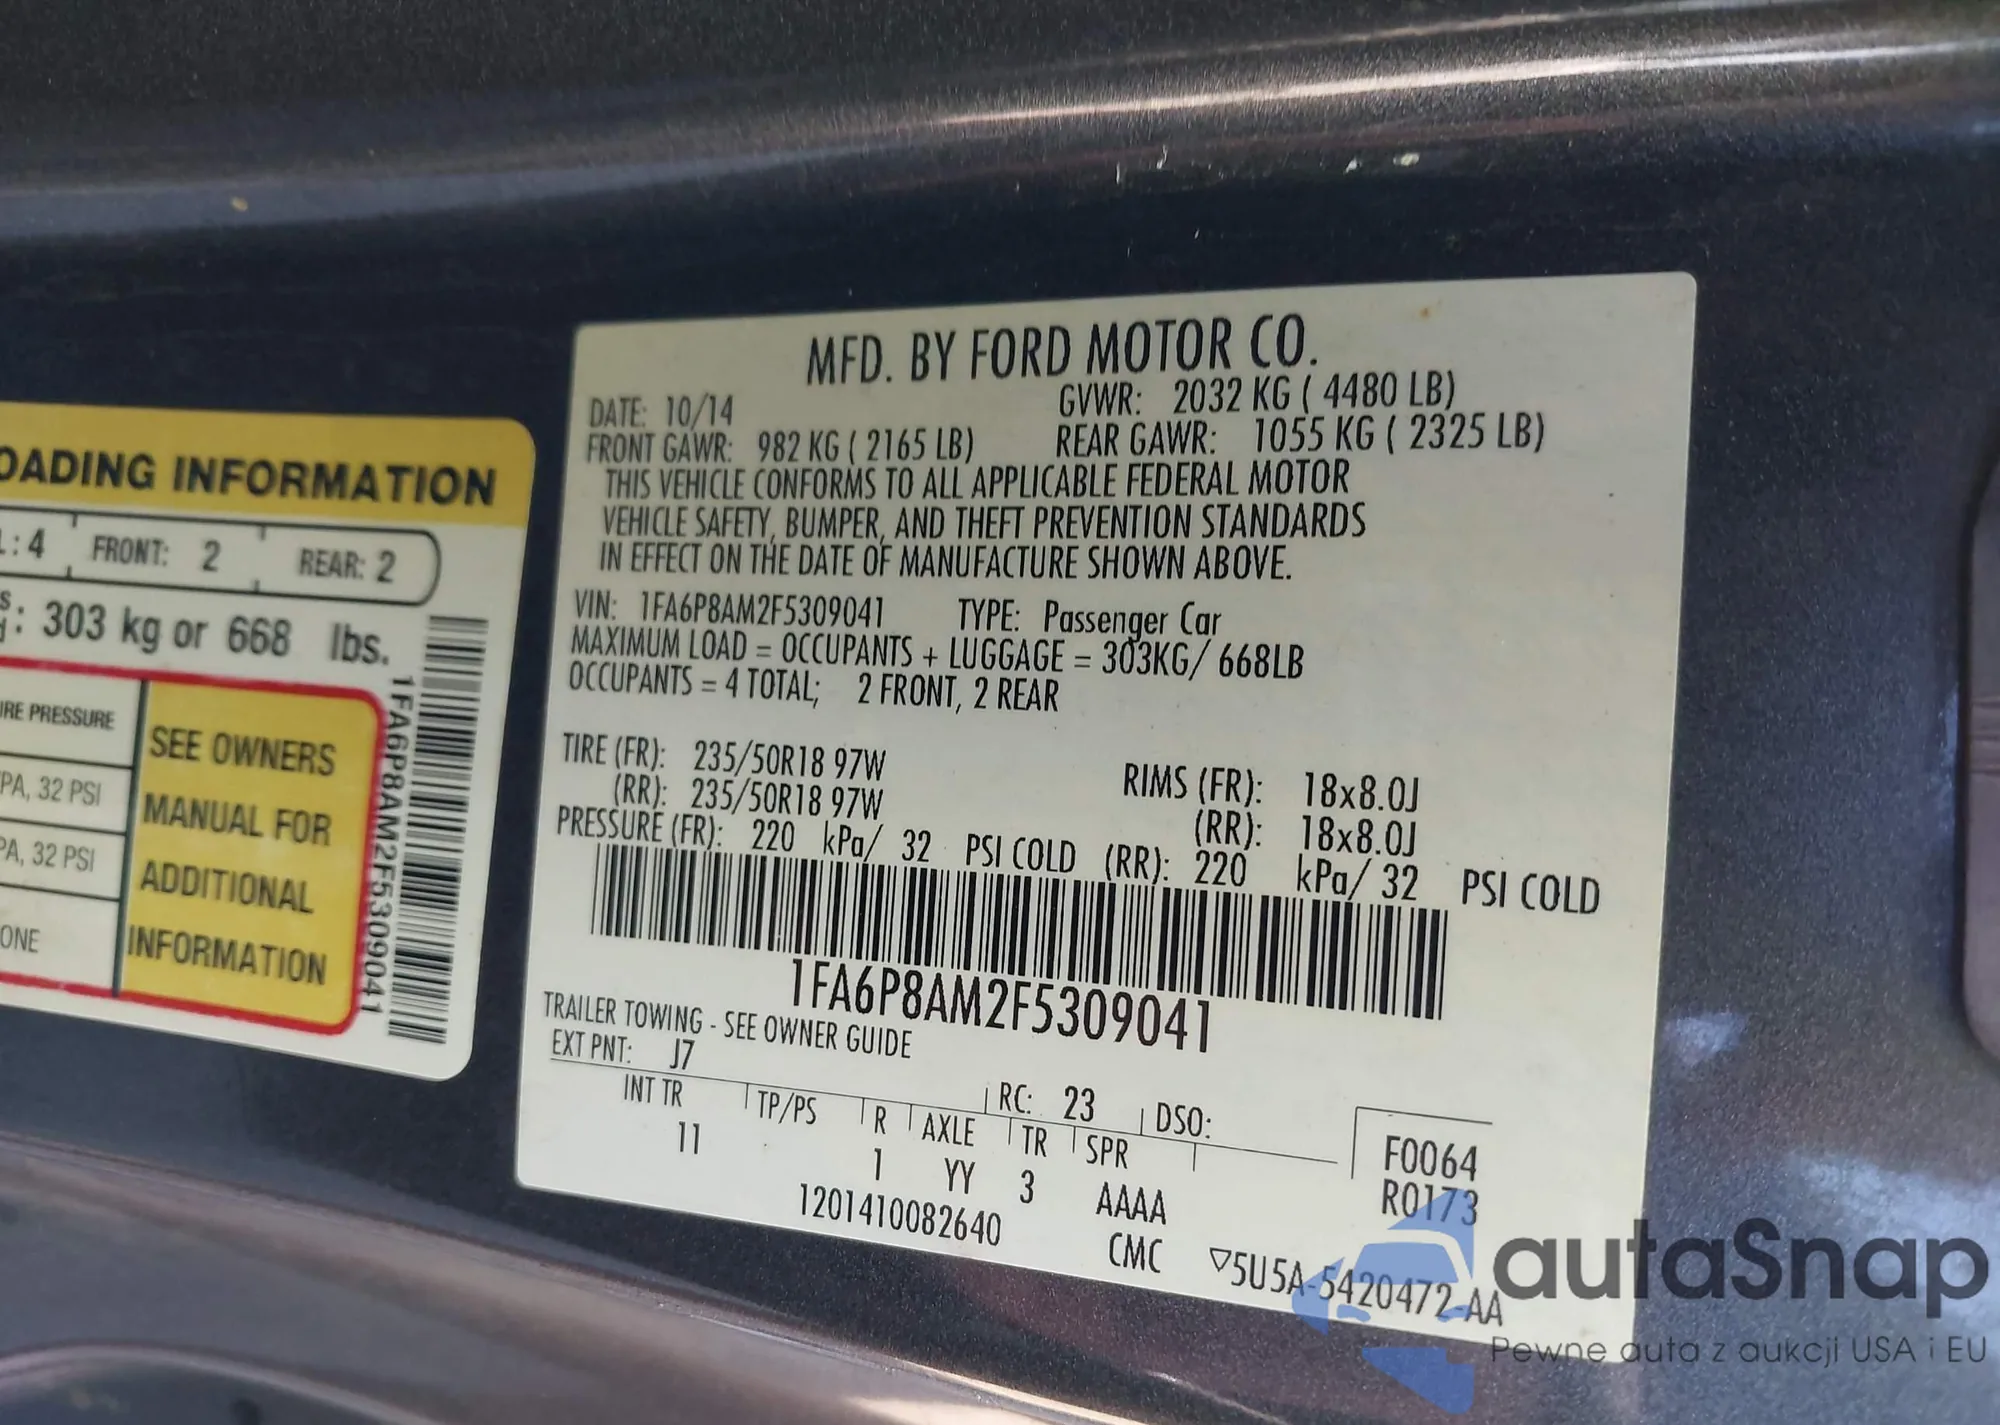 OADING INFORMATION
L: 4 FRONT: 2 REAR: 2
: 303 kg or 668 lbs.
IRE PRESSURE
PA, 32 PSI
PA, 32 PSI
ONE
SEE OWNERS
MANUAL FOR
ADDITIONAL
INFORMATION
1FA6P8AM2F5309041
MFD. BY FORD MOTOR CO.
DATE: 10/14 GVWR: 2032 KG ( 4480 LB)
FRONT GAWR: 982 KG ( 2165 LB) REAR GAWR: 1055 KG ( 2325 LB)
THIS VEHICLE CONFORMS TO ALL APPLICABLE FEDERAL MOTOR
VEHICLE SAFETY, BUMPER, AND THEFT PREVENTION STANDARDS
IN EFFECT ON THE DATE OF MANUFACTURE SHOWN ABOVE.
VIN: 1FA6P8AM2F5309041 TYPE: Passenger Car
MAXIMUM LOAD = OCCUPANTS + LUGGAGE = 303KG/ 668LB
OCCUPANTS = 4 TOTAL; 2 FRONT, 2 REAR
TIRE (FR): 235/50R18 97W RIMS (FR): 18x8.0J
(RR): 235/50R18 97W (RR): 18x8.0J
PRESSURE (FR): 220 kPa/ 32 PSI COLD (RR): 220 kPa/ 32 PSI COLD
1FA6P8AM2F5309041
TRAILER TOWING - SEE OWNER GUIDE
EXT PNT: J7 RC: 23 DSO:
INT TR TP/PS R AXLE TR SPR F0064
11 1 YY 3 AAAA R0173
1201410082640 CMC ▽5U5A-5420472-AA
autaSnap
Pewne auta z aukcji USA i EU